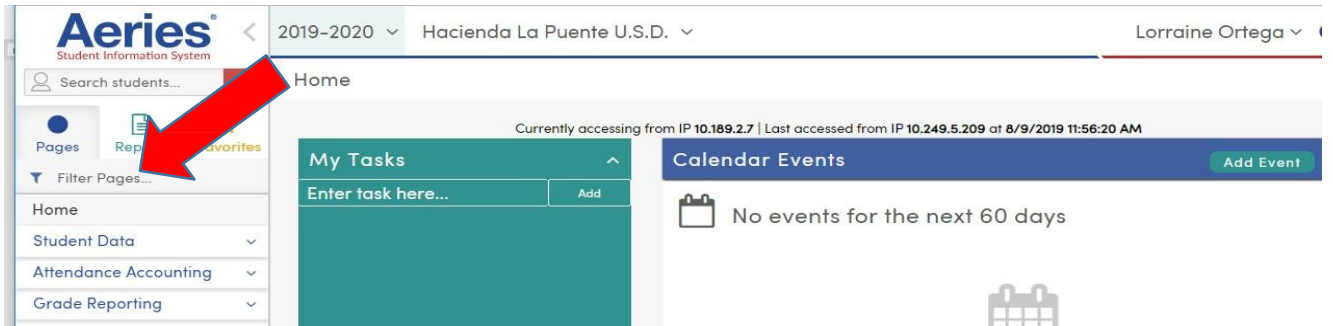 Aeries®
Student Information System
2019-2020
Hacienda La Puente U.S.D.
Lorraine Ortega
Search students...
Home
Currently accessing from IP 10.189.2.7 | Last accessed from IP 10.249.5.209 at 8/9/2019 11:56:20 AM
Pages
Rep
avorites
Filter Pages...
Home
Student Data
Attendance Accounting
Grade Reporting
My Tasks
Enter task here...
Add
Calendar Events
Add Event
No events for the next 60 days